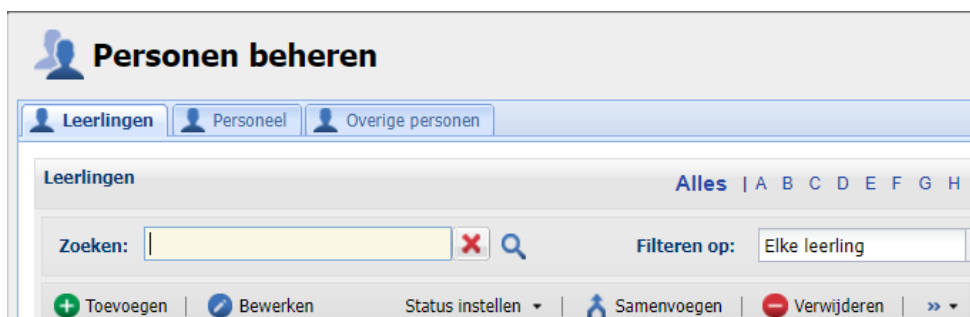 Personen beheren
Leerlingen Personeel Overige personen
Leerlingen Alles | A B C D E F G H
Zoeken: Filteren op: Elke leerling
Toevoegen | Bewerken Status instellen | Samenvoegen | Verwijderen | »